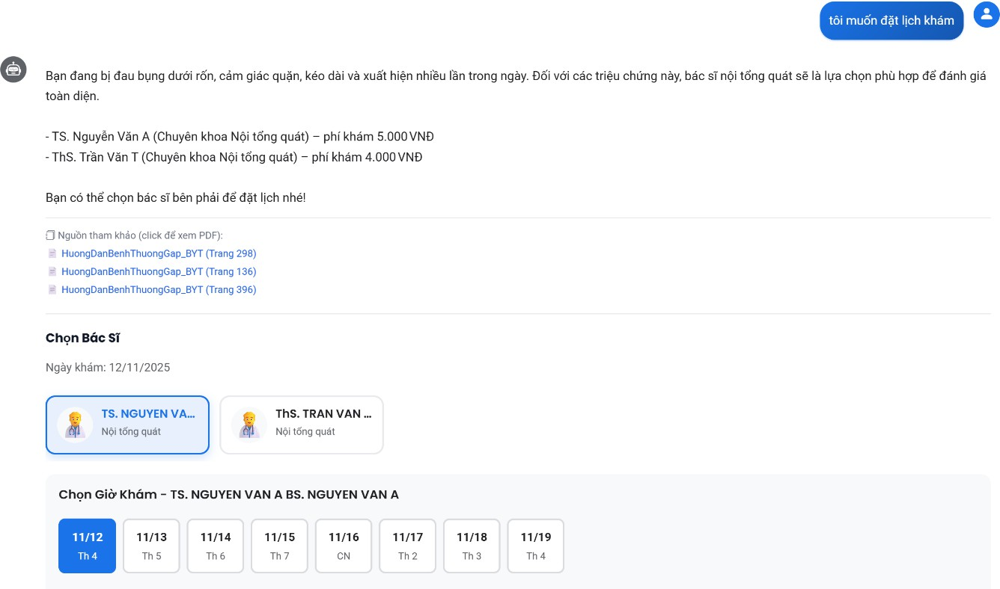 tôi muốn đặt lịch khám
Bạn đang bị đau bụng dưới rốn, cảm giác quặn, kéo dài và xuất hiện nhiều lần trong ngày. Đối với các triệu chứng này, bác sĩ nội tổng quát sẽ là lựa chọn phù hợp để đánh giá
toàn diện.
- TS. Nguyễn Văn A (Chuyên khoa Nội tổng quát) – phí khám 5.000 VNĐ
- ThS. Trần Văn T (Chuyên khoa Nội tổng quát) – phí khám 4.000 VNĐ
Bạn có thể chọn bác sĩ bên phải để đặt lịch nhé!
Nguồn tham khảo (click để xem PDF):
HuongDanBenhThuongGap_BYT (Trang 298)
HuongDanBenhThuongGap_BYT (Trang 136)
HuongDanBenhThuongGap_BYT (Trang 396)
Chọn Bác Sĩ
Ngày khám: 12/11/2025
TS. NGUYEN VA... ThS. TRAN VAN ...
Nội tổng quát Nội tổng quát
Chọn Giờ Khám - TS. NGUYEN VAN A BS. NGUYEN VAN A
11/12 11/13 11/14 11/15 11/16 11/17 11/18 11/19
Th 4 Th 5 Th 6 Th 7 CN Th 2 Th 3 Th 4